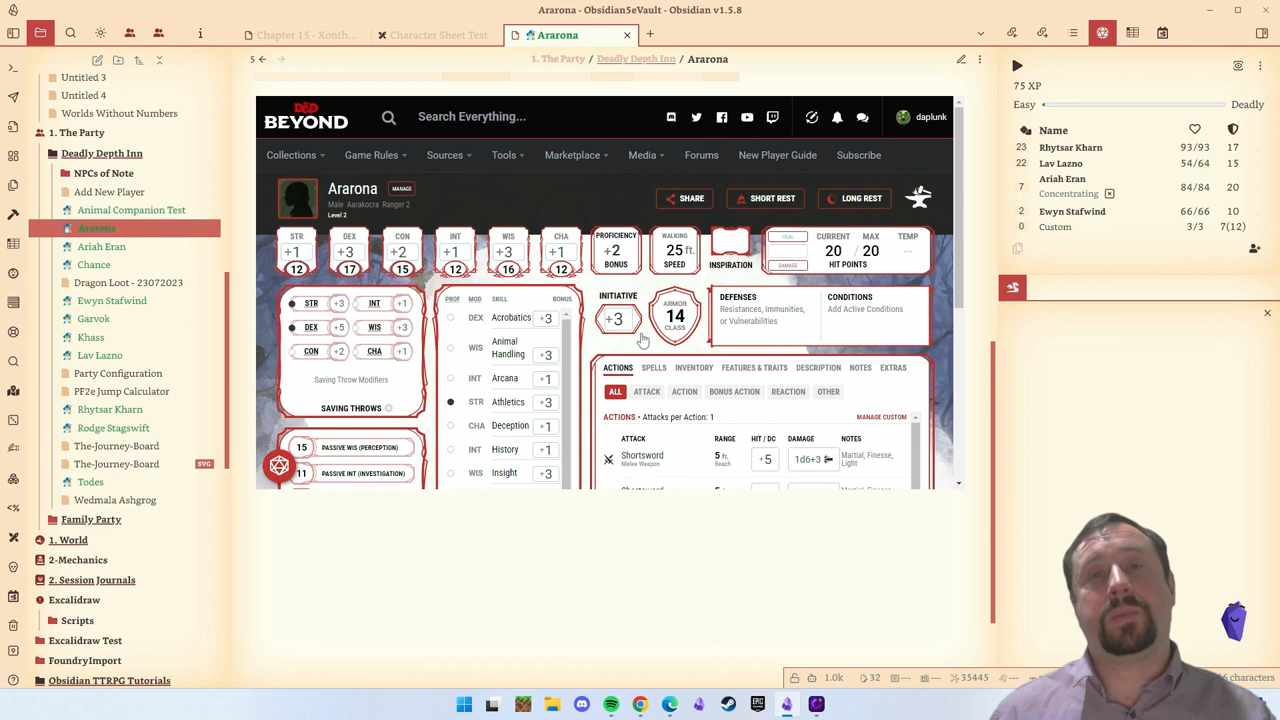 Ararona - Obsidian5eVault - Obsidian v1.5.8
Chapter 15 - Xonth...
Character Sheet Test
Ararona
5
1. The Party / Deadly Depth Inn / Ararona
Untitled 3
Untitled 4
Worlds Without Numbers
1. The Party
Deadly Depth Inn
NPCs of Note
Add New Player
Animal Companion Test
Ararona
Ariah Eran
Chance
Dragon Loot - 23072023
Ewyn Stafwind
Garvok
Khass
Lav Lazno
Party Configuration
PF2e Jump Calculator
Rhytsar Kharn
Rodge Stagswift
The-Journey-Board
The-Journey-Board SVG
Todes
Wedmala Ashgrog
Family Party
1. World
2-Mechanics
2. Session Journals
Excalidraw
Scripts
Excalidraw Test
FoundryImport
Obsidian TTRPG Tutorials
D&D BEYOND
Search Everything...
daplunk
Collections Game Rules Sources Tools Marketplace Media Forums New Player Guide Subscribe
Ararona MANAGE
Male Aarakocra Ranger 2
Level 2
SHARE SHORT REST LONG REST
STR DEX CON INT WIS CHA
+1 +3 +2 +1 +3 +1
12 17 15 12 16 12
PROFICIENCY
+2
BONUS
WALKING
25 ft.
SPEED
INSPIRATION
HEAL
DAMAGE
CURRENT MAX TEMP
20 / 20 --
HIT POINTS
STR +3 INT +1
DEX +5 WIS +3
CON +2 CHA +1
Saving Throw Modifiers
SAVING THROWS
15 PASSIVE WIS (PERCEPTION)
11 PASSIVE INT (INVESTIGATION)
PROF MOD SKILL BONUS
DEX Acrobatics +3
WIS Animal Handling +3
INT Arcana +1
STR Athletics +3
CHA Deception +1
INT History +1
WIS Insight +3
INITIATIVE
+3
ARMOR
14
CLASS
DEFENSES
Resistances, Immunities,
or Vulnerabilities
CONDITIONS
Add Active Conditions
ACTIONS SPELLS INVENTORY FEATURES & TRAITS DESCRIPTION NOTES EXTRAS
ALL ATTACK ACTION BONUS ACTION REACTION OTHER
ACTIONS • Attacks per Action: 1 MANAGE CUSTOM
ATTACK RANGE HIT / DC DAMAGE NOTES
Shortsword 5 ft. +5 1d6+3 Martial, Finesse,
Melee Weapon Reach Light
75 XP
Easy Deadly
Name
23 Rhytsar Kharn 93/93 17
22 Lav Lazno 54/64 15
7 Ariah Eran 84/84 20
Concentrating
2 Ewyn Stafwind 66/66 10
0 Custom 3/3 7(12)
1.0k 32 35445
characters